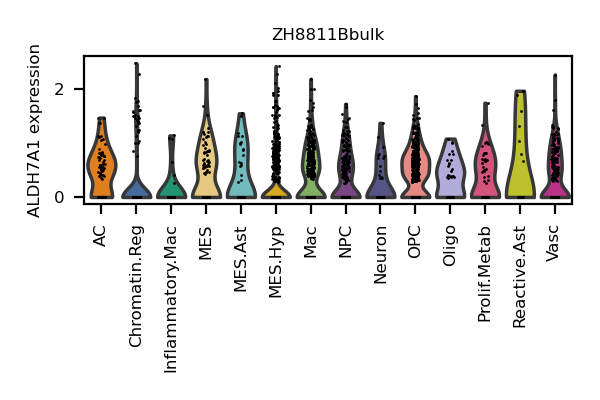 ZH8811Bbulk
ALDH7A1 expression
2
0
AC
Chromatin.Reg
Inflammatory.Mac
MES
MES.Ast
MES.Hyp
Mac
NPC
Neuron
OPC
Oligo
Prolif.Metab
Reactive.Ast
Vasc